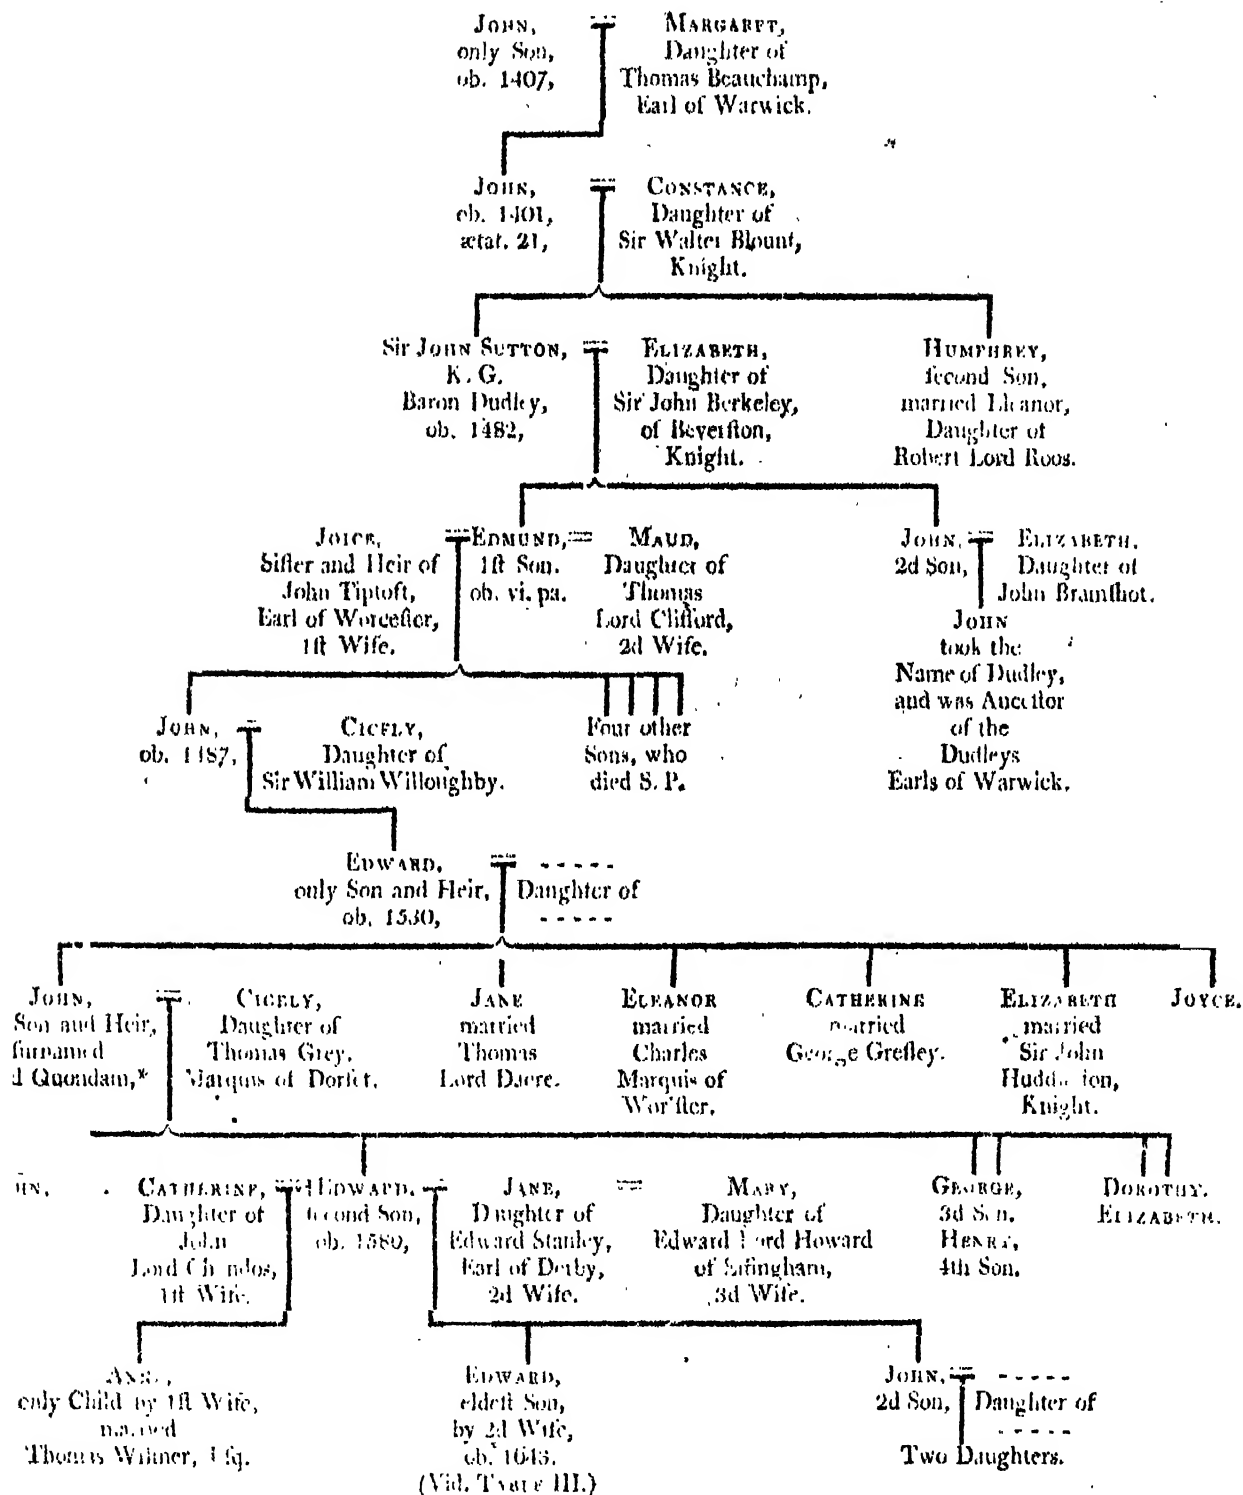 JOHN,
only Son,
ob. 1407,
MARGARET,
Daughter of
Thomas Beauchamp,
Earl of Warwick.
JOHN,
ob. 1401,
ætat. 21,
CONSTANCE,
Daughter of
Sir Walter Blount,
Knight.
Sir JOHN SUTTON,
K. G.
Baron Dudley,
ob. 1482,
ELIZABETH,
Daughter of
Sir John Berkeley,
of Beverſton,
Knight.
HUMPHREY,
ſecond Son,
married Eleanor,
Daughter of
Robert Lord Roos.
JOICE,
Siſter and Heir of
John Tiptoft,
Earl of Worceſter,
1ſt Wife.
EDMUND,
1ſt Son.
ob. vi. pa.
MAUD,
Daughter of
Thomas
Lord Clifford,
2d Wife.
JOHN,
2d Son,
ELIZABETH,
Daughter of
John Bramſhot.
JOHN
took the
Name of Dudley,
and was Anceſtor
of the
Dudleys
Earls of Warwick.
JOHN,
ob. 1487,
CICELY,
Daughter of
Sir William Willoughby.
Four other
Sons, who
died S. P.
EDWARD,
only Son and Heir,
ob. 1530,
- - - - -
Daughter of
- - - - -
JOHN,
Son and Heir,
ſurnamed
d Quondam,*
CICELY,
Daughter of
Thomas Grey,
Marquis of Dorſet.
JANE
married
Thomas
Lord Dacre.
ELEANOR
married
Charles
Marquis of
Wor'ſter.
CATHERINE
married
George Greſley.
ELIZABETH
married
Sir John
Knight.
JOYCE.
HN,
CATHERINE,
Daughter of
John
Lord Chandos,
1ſt Wife.
EDWARD,
ſecond Son,
ob. 1580,
JANE,
Daughter of
Edward Stanley,
Earl of Derby,
2d Wife.
MARY,
Daughter of
Edward Lord Howard
of Effingham,
3d Wife.
GEORGE,
3d Son.
HENRY,
4th Son.
DOROTHY.
ELIZABETH.
only Child by 1ſt Wife,
married
Thomas Wilmer, Eſq.
EDWARD,
eldeſt Son,
by 2d Wife,
ob. 1643.
(Vid. TABLE III.)
JOHN,
2d Son,
- - - - -
Daughter of
- - - - -
Two Daughters.